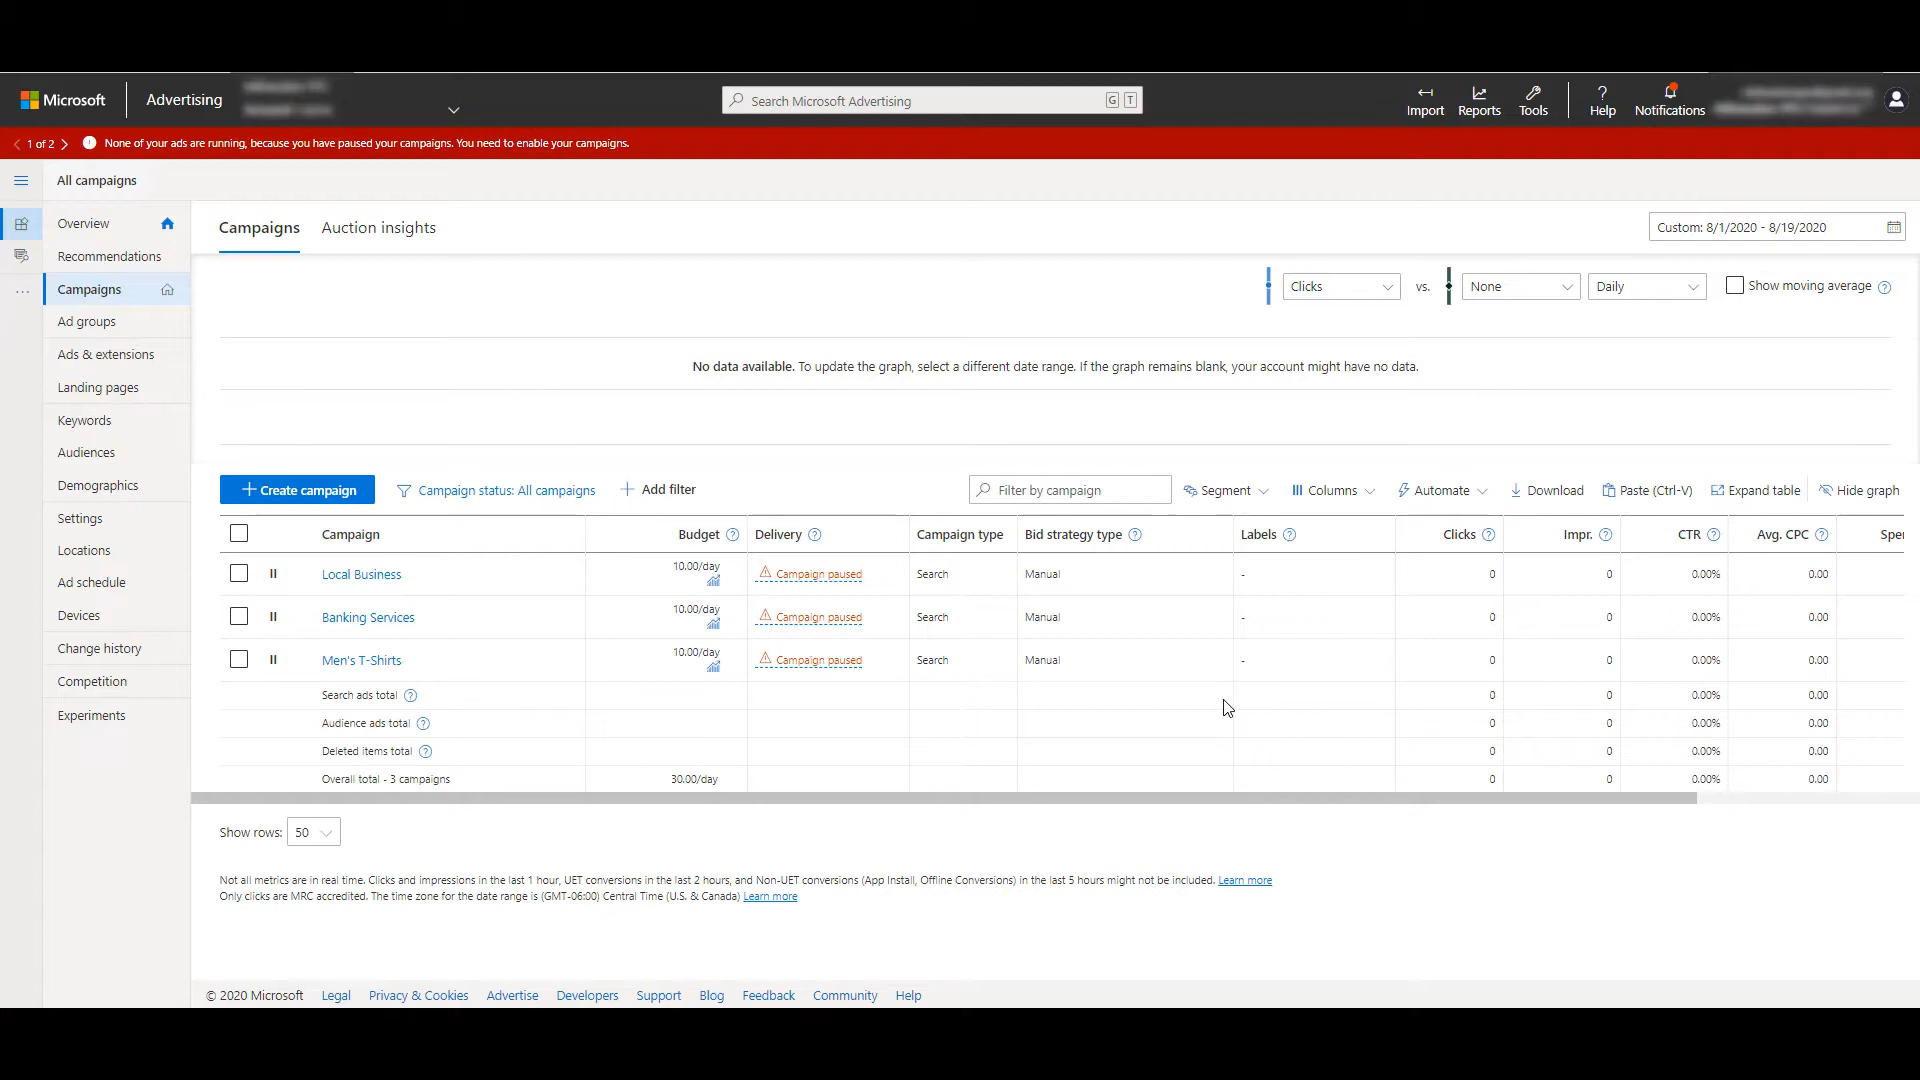 Microsoft Advertising
Search Microsoft Advertising G T
Import Reports Tools Help Notifications
1 of 2 None of your ads are running, because you have paused your campaigns. You need to enable your campaigns.
All campaigns
Overview
Recommendations
Campaigns
Ad groups
Ads & extensions
Landing pages
Keywords
Audiences
Demographics
Settings
Locations
Ad schedule
Devices
Change history
Competition
Experiments
Campaigns Auction insights
Custom: 8/1/2020 - 8/19/2020
Clicks vs. None Daily Show moving average
No data available. To update the graph, select a different date range. If the graph remains blank, your account might have no data.
Create campaign Campaign status: All campaigns Add filter Filter by campaign Segment Columns Automate Download Paste (Ctrl-V) Expand table Hide graph
Campaign Budget Delivery Campaign type Bid strategy type Labels Clicks Impr. CTR Avg. CPC Spe
Local Business 10.00/day Campaign paused Search Manual - 0 0 0.00% 0.00
Banking Services 10.00/day Campaign paused Search Manual - 0 0 0.00% 0.00
Men's T-Shirts 10.00/day Campaign paused Search Manual - 0 0 0.00% 0.00
Search ads total 0 0 0.00% 0.00
Audience ads total 0 0 0.00% 0.00
Deleted items total 0 0 0.00% 0.00
Overall total - 3 campaigns 30.00/day 0 0 0.00% 0.00
Show rows: 50
Not all metrics are in real time. Clicks and impressions in the last 1 hour, UET conversions in the last 2 hours, and Non-UET conversions (App Install, Offline Conversions) in the last 5 hours might not be included. Learn more
Only clicks are MRC accredited. The time zone for the date range is (GMT-06:00) Central Time (U.S. & Canada) Learn more
© 2020 Microsoft Legal Privacy & Cookies Advertise Developers Support Blog Feedback Community Help